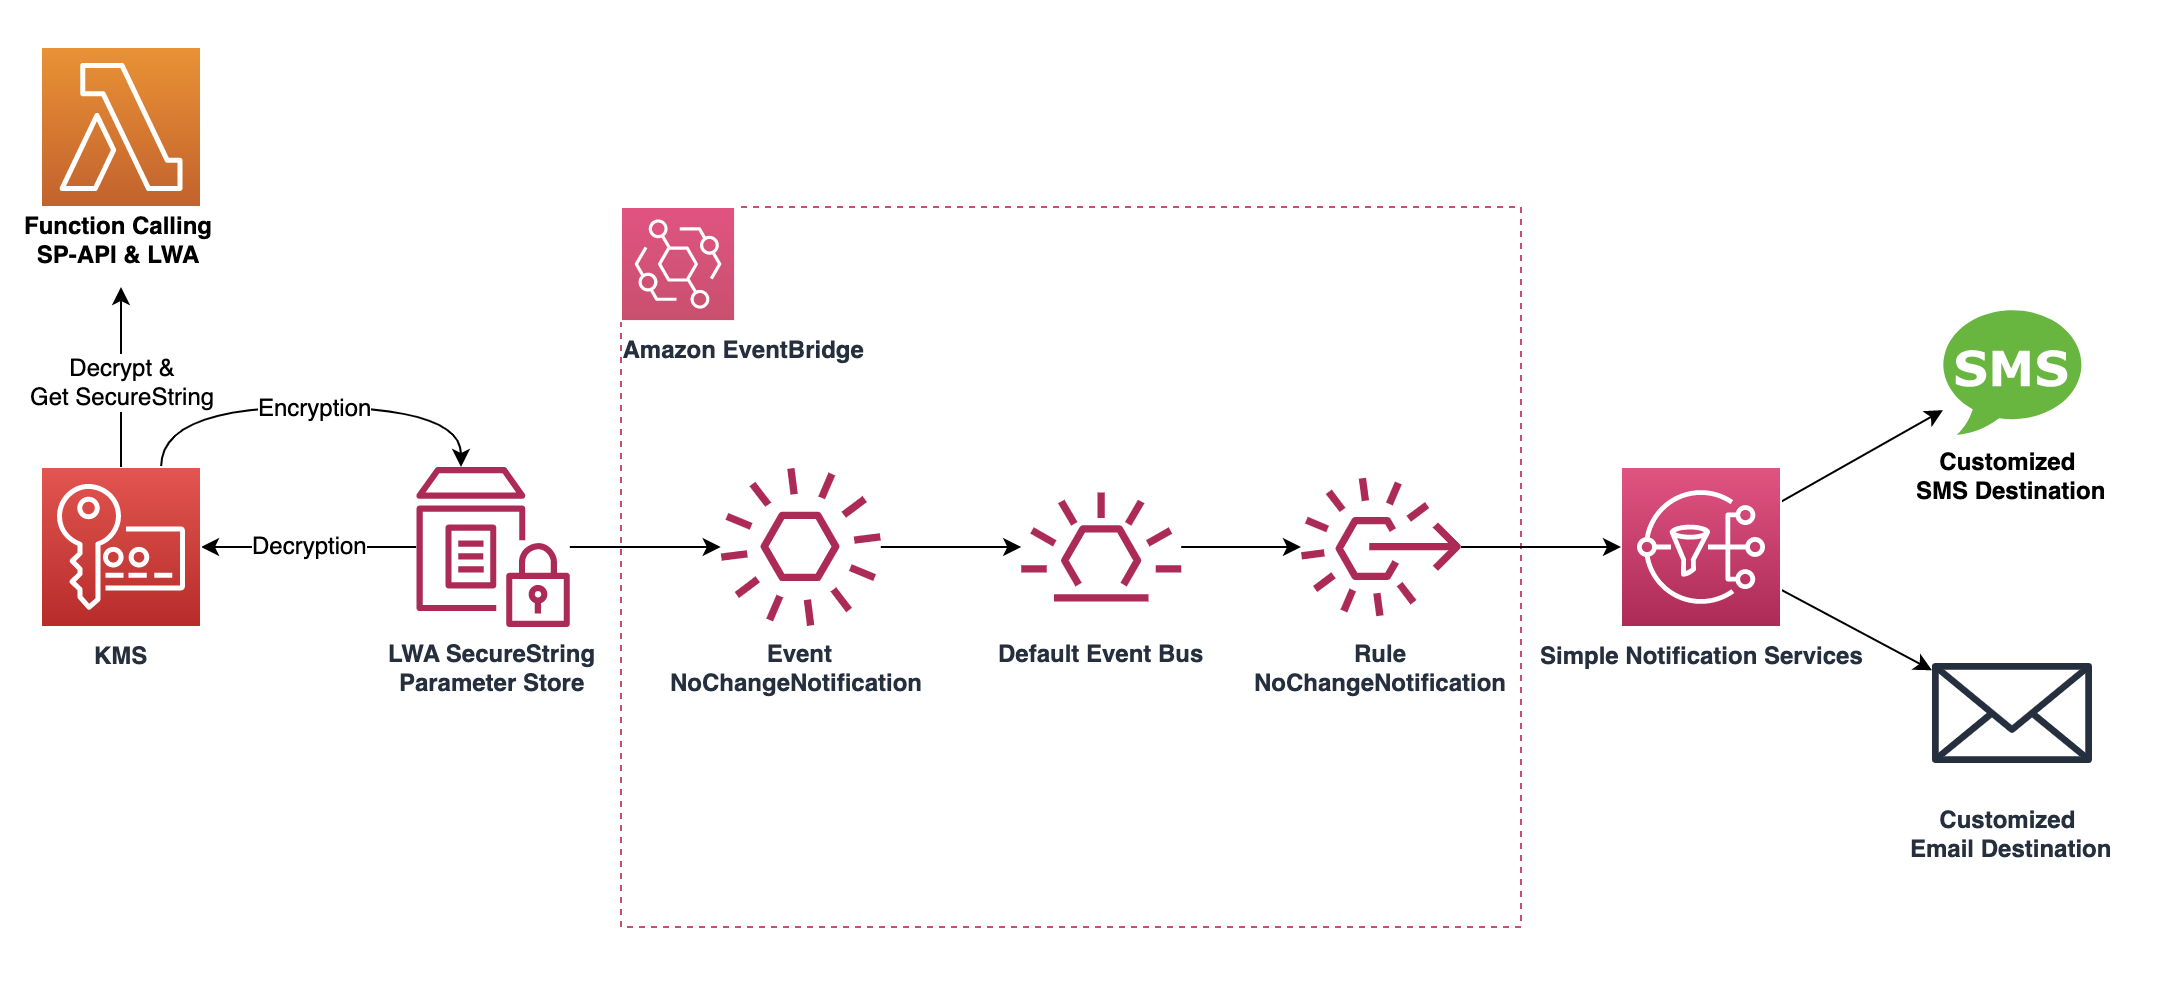 Function Calling
SP-API & LWA
Decrypt &
Get SecureString
Encryption
Decryption
KMS
LWA SecureString
Parameter Store
Amazon EventBridge
Event
NoChangeNotification
Default Event Bus
Rule
NoChangeNotification
Simple Notification Services
SMS
Customized
SMS Destination
Customized
Email Destination